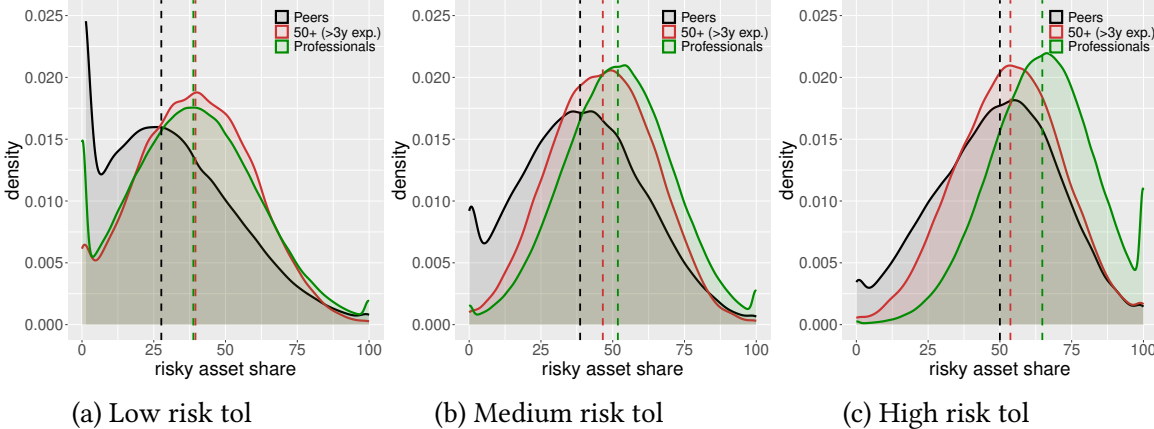 0.025
0.020
0.015
0.010
0.005
0.000
density
0 25 50 75 100
risky asset share
Peers
50+ (>3y exp.)
Professionals
(a) Low risk tol
0.025
0.020
0.015
0.010
0.005
0.000
density
0 25 50 75 100
risky asset share
Peers
50+ (>3y exp.)
Professionals
(b) Medium risk tol
0.025
0.020
0.015
0.010
0.005
0.000
density
0 25 50 75 100
risky asset share
Peers
50+ (>3y exp.)
Professionals
(c) High risk tol